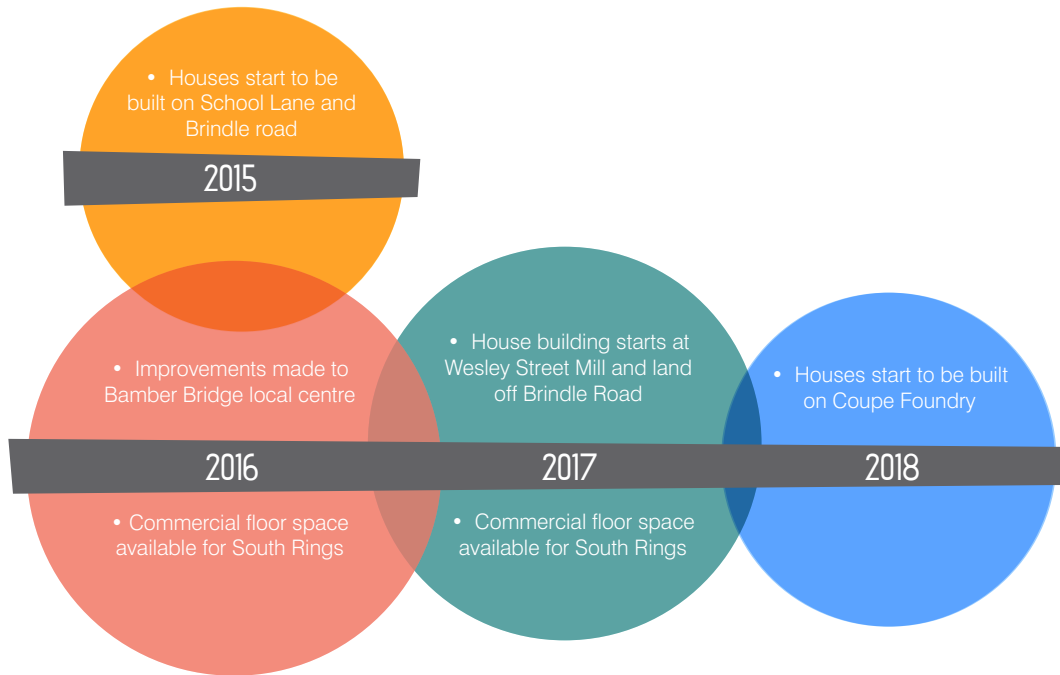 • Houses start to be
built on School Lane and
Brindle road
2015
• Improvements made to
Bamber Bridge local centre
2016
• Commercial floor space
available for South Rings
• House building starts at
Wesley Street Mill and land
off Brindle Road
2017
• Commercial floor space
available for South Rings
• Houses start to be built
on Coupe Foundry
2018